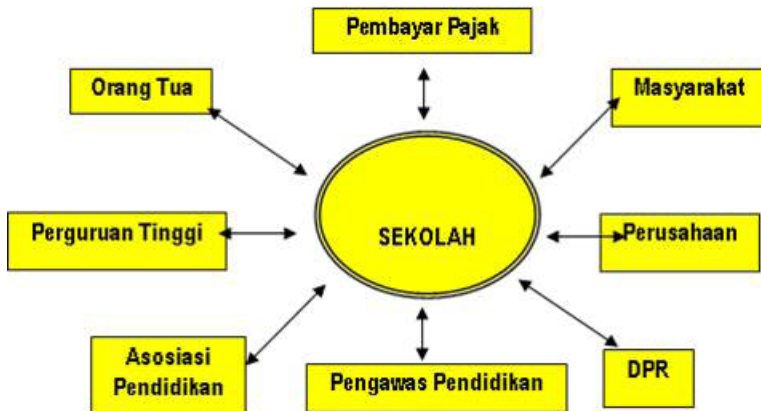 Pembayar Pajak
Orang Tua
Masyarakat
Perguruan Tinggi
SEKOLAH
Perusahaan
Asosiasi
Pendidikan
Pengawas Pendidikan
DPR